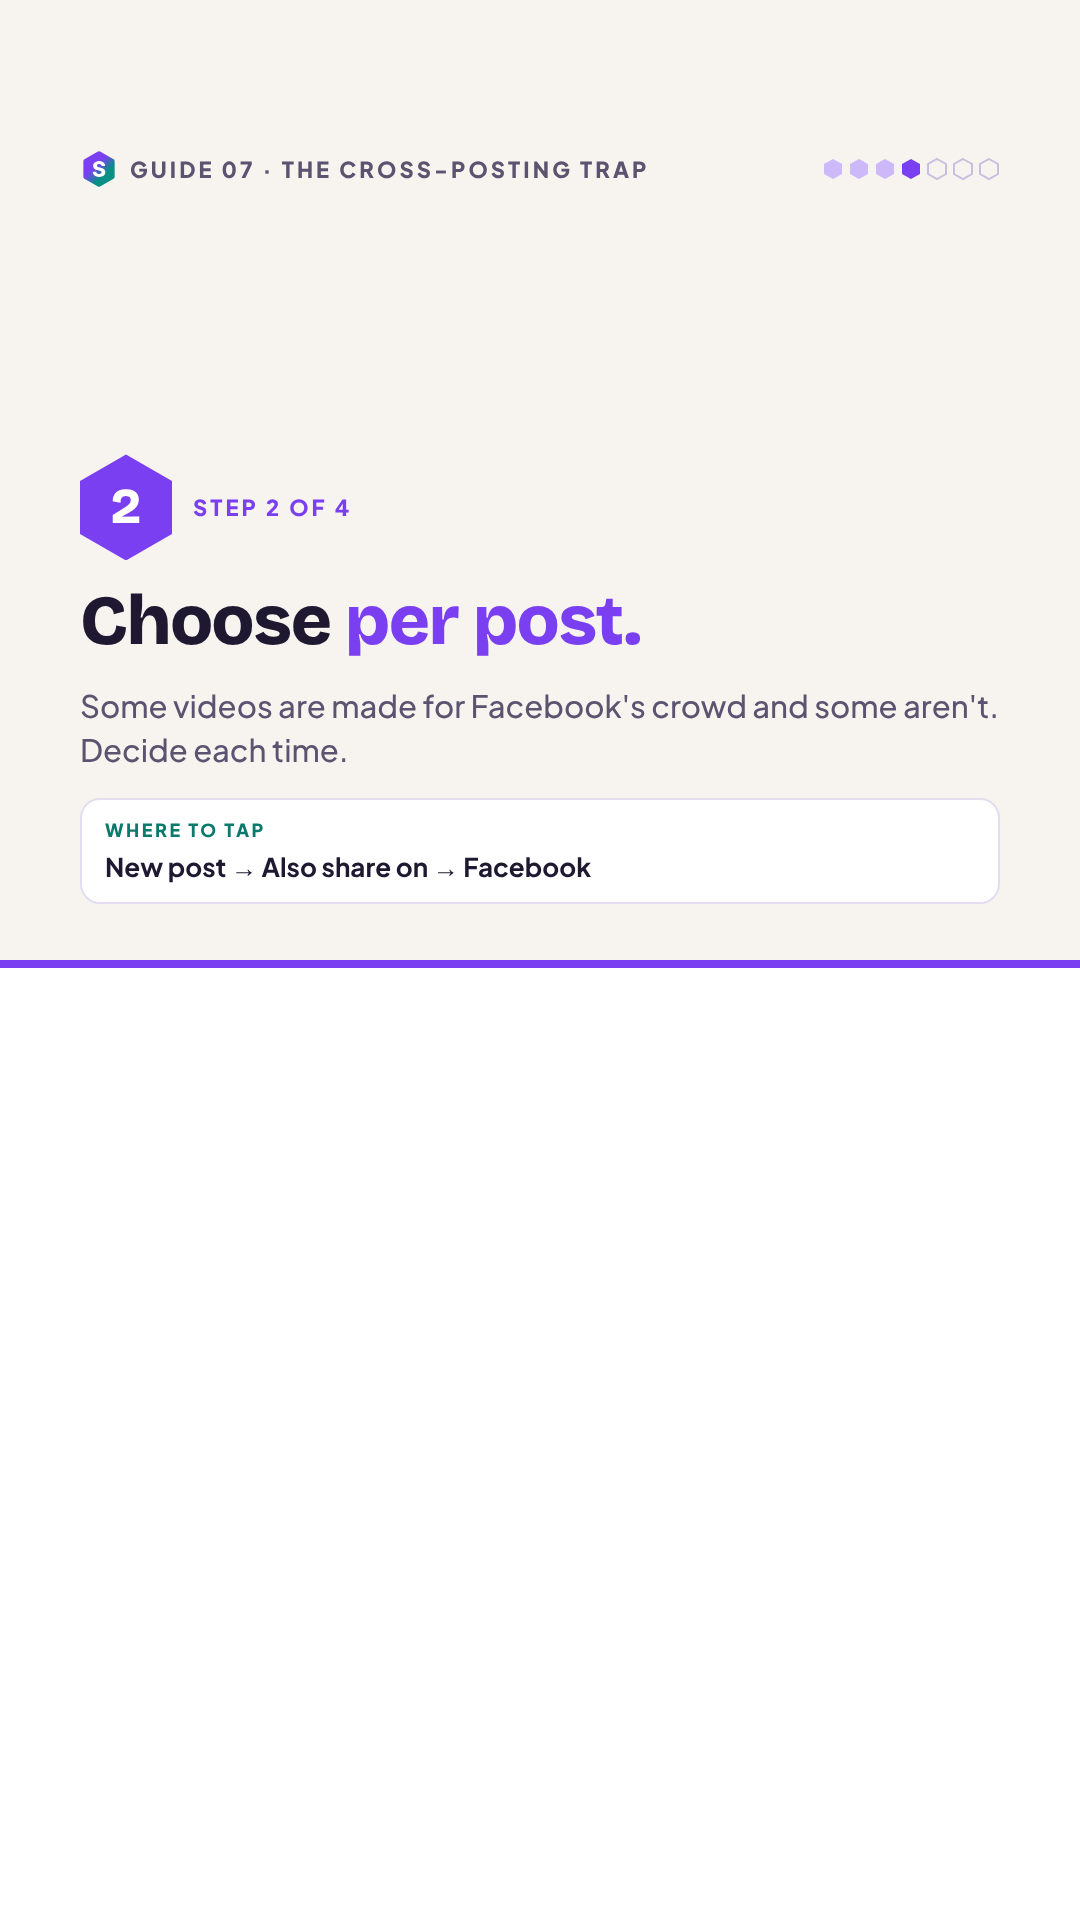 S GUIDE 07 · THE CROSS-POSTING TRAP
2 STEP 2 OF 4
Choose per post.
Some videos are made for Facebook's crowd and some aren't.
Decide each time.
WHERE TO TAP
New post → Also share on → Facebook